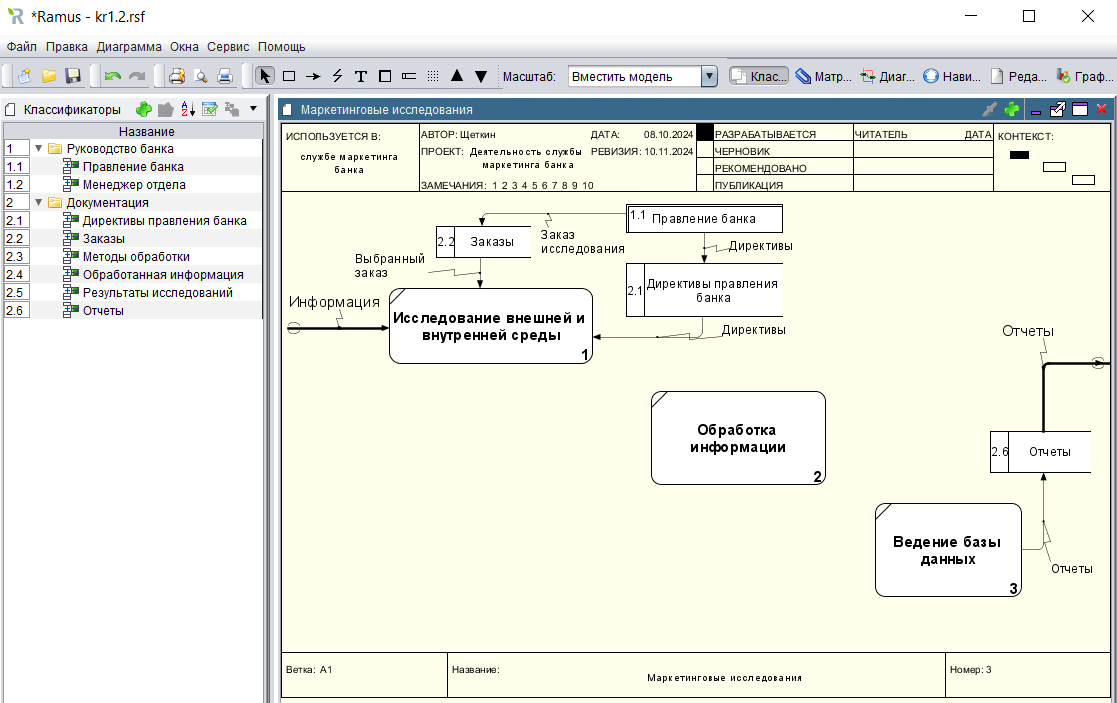 *Ramus - kr1.2.rsf
Файл Правка Диаграмма Окна Сервис Помощь
Масштаб: Вместить модель Клас... Матр... Диаг... Нави... Реда... Граф...
Классификаторы
Название
1 Руководство банка
1.1 Правление банка
1.2 Менеджер отдела
2 Документация
2.1 Директивы правления банка
2.2 Заказы
2.3 Методы обработки
2.4 Обработанная информация
2.5 Результаты исследований
2.6 Отчеты
Маркетинговые исследования
ИСПОЛЬЗУЕТСЯ В:
службе маркетинга
банка
АВТОР: Щеткин
ДАТА: 08.10.2024
ПРОЕКТ: Деятельность службы
маркетинга банка
РЕВИЗИЯ: 10.11.2024
ЗАМЕЧАНИЯ: 1 2 3 4 5 6 7 8 9 10
РАЗРАБАТЫВАЕТСЯ
ЧЕРНОВИК
РЕКОМЕНДОВАНО
ПУБЛИКАЦИЯ
ЧИТАТЕЛЬ ДАТА
КОНТЕКСТ:
1.1 Правление банка
2.2 Заказы
Заказ
исследования
Директивы
Выбранный
заказ
2.1 Директивы правления
банка
Информация
Исследование внешней и
внутренней среды
1
Директивы
Отчеты
Обработка
информации
2
2.6 Отчеты
Ведение базы
данных
3
Отчеты
Ветка: A1
Название:
Маркетинговые исследования
Номер: 3